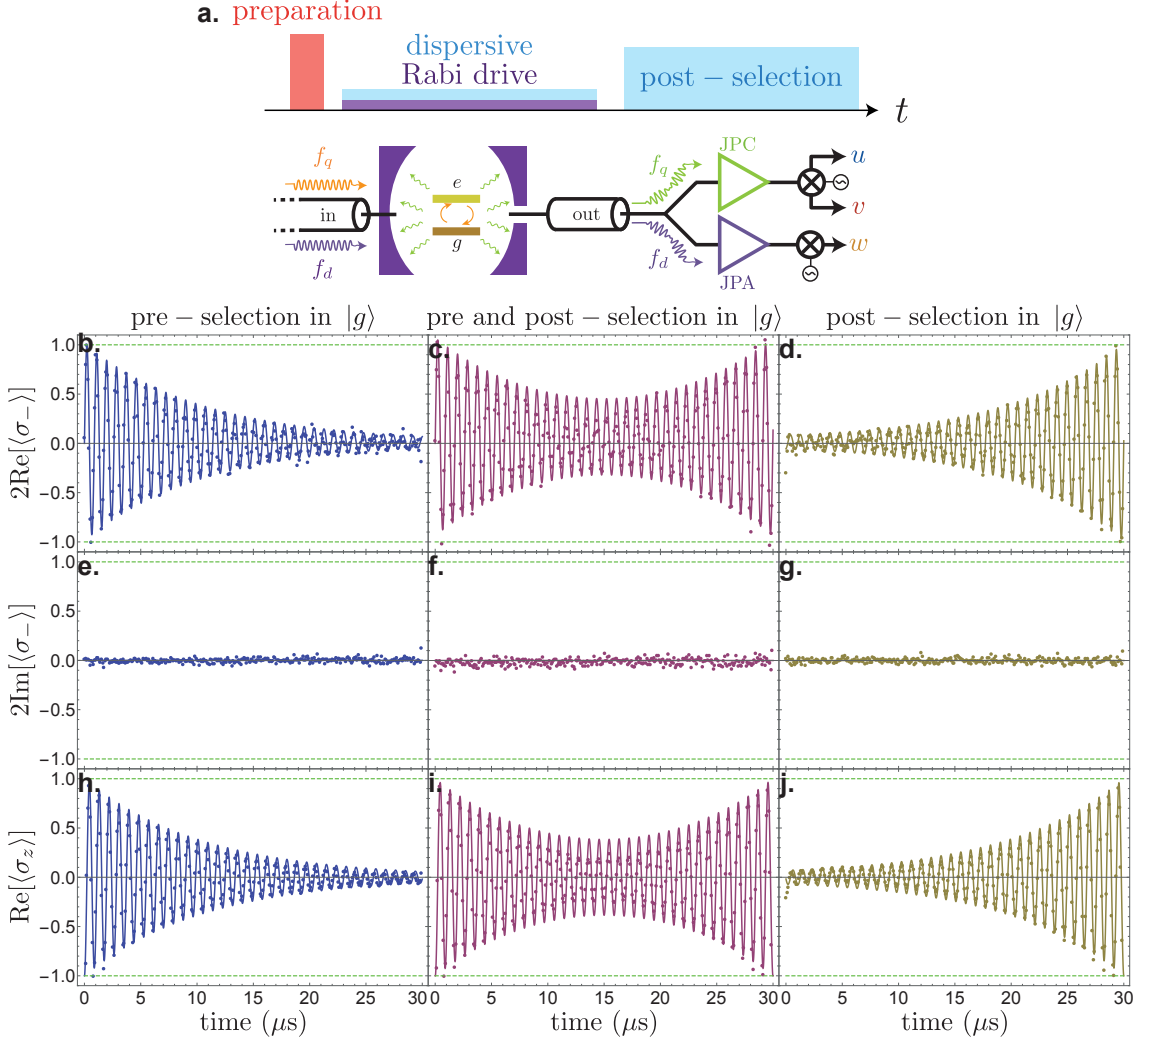 a. preparation
dispersive
Rabi drive
post − selection
t
JPC
f_q
f_q
u
e
in
out
v
g
w
f_d
f_d
JPA
pre − selection in |g⟩
pre and post − selection in |g⟩
post − selection in |g⟩
b.
c.
d.
2Re[⟨σ_−⟩]
1.0
0.5
0.0
−0.5
−1.0
e.
f.
g.
2Im[⟨σ_−⟩]
1.0
0.5
0.0
−0.5
−1.0
h.
i.
j.
Re[⟨σ_z⟩]
1.0
0.5
0.0
−0.5
−1.0
0 5 10 15 20 25 30
0 5 10 15 20 25 30
0 5 10 15 20 25 30
time (μs)
time (μs)
time (μs)